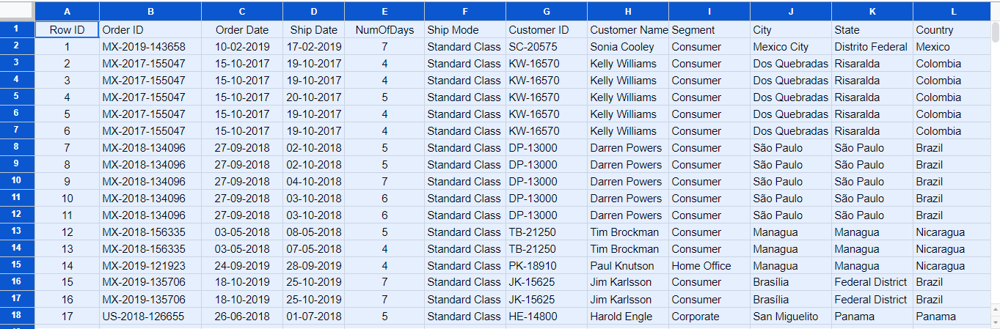 A B C D E F G H I J K L
1 Row ID Order ID Order Date Ship Date NumOfDays Ship Mode Customer ID Customer Name Segment City State Country
2 1 MX-2019-143658 10-02-2019 17-02-2019 7 Standard Class SC-20575 Sonia Cooley Consumer Mexico City Distrito Federal Mexico
3 2 MX-2017-155047 15-10-2017 19-10-2017 4 Standard Class KW-16570 Kelly Williams Consumer Dos Quebradas Risaralda Colombia
4 3 MX-2017-155047 15-10-2017 19-10-2017 4 Standard Class KW-16570 Kelly Williams Consumer Dos Quebradas Risaralda Colombia
5 4 MX-2017-155047 15-10-2017 20-10-2017 5 Standard Class KW-16570 Kelly Williams Consumer Dos Quebradas Risaralda Colombia
6 5 MX-2017-155047 15-10-2017 19-10-2017 4 Standard Class KW-16570 Kelly Williams Consumer Dos Quebradas Risaralda Colombia
7 6 MX-2017-155047 15-10-2017 19-10-2017 4 Standard Class KW-16570 Kelly Williams Consumer Dos Quebradas Risaralda Colombia
8 7 MX-2018-134096 27-09-2018 02-10-2018 5 Standard Class DP-13000 Darren Powers Consumer São Paulo São Paulo Brazil
9 8 MX-2018-134096 27-09-2018 02-10-2018 5 Standard Class DP-13000 Darren Powers Consumer São Paulo São Paulo Brazil
10 9 MX-2018-134096 27-09-2018 04-10-2018 7 Standard Class DP-13000 Darren Powers Consumer São Paulo São Paulo Brazil
11 10 MX-2018-134096 27-09-2018 03-10-2018 6 Standard Class DP-13000 Darren Powers Consumer São Paulo São Paulo Brazil
12 11 MX-2018-134096 27-09-2018 03-10-2018 6 Standard Class DP-13000 Darren Powers Consumer São Paulo São Paulo Brazil
13 12 MX-2018-156335 03-05-2018 08-05-2018 5 Standard Class TB-21250 Tim Brockman Consumer Managua Managua Nicaragua
14 13 MX-2018-156335 03-05-2018 07-05-2018 4 Standard Class TB-21250 Tim Brockman Consumer Managua Managua Nicaragua
15 14 MX-2019-121923 24-09-2019 28-09-2019 4 Standard Class PK-18910 Paul Knutson Home Office Managua Managua Nicaragua
16 15 MX-2019-135706 18-10-2019 25-10-2019 7 Standard Class JK-15625 Jim Karlsson Consumer Brasília Federal District Brazil
17 16 MX-2019-135706 18-10-2019 25-10-2019 7 Standard Class JK-15625 Jim Karlsson Consumer Brasília Federal District Brazil
18 17 US-2018-126655 26-06-2018 01-07-2018 5 Standard Class HE-14800 Harold Engle Corporate San Miguelito Panama Panama